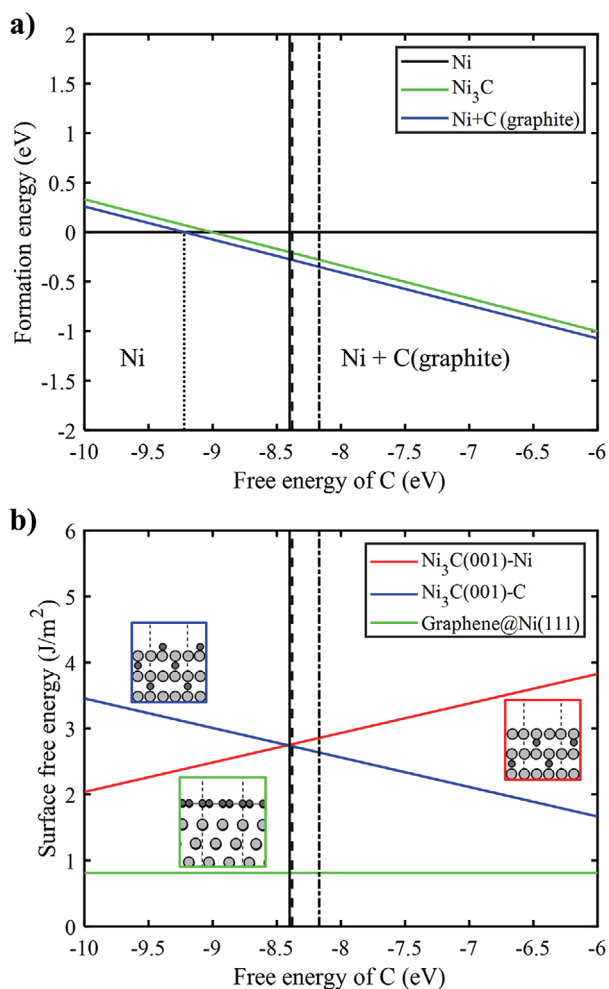 a)
2
1.5
1
0.5
0
-0.5
-1
-1.5
-2
Formation energy (eV)
Ni
Ni3C
Ni+C (graphite)
Ni
Ni + C(graphite)
-10
-9.5
-9
-8.5
-8
-7.5
-7
-6.5
-6
Free energy of C (eV)
b)
6
5
4
3
2
1
0
Surface free energy (J/m2)
Ni3C(001)-Ni
Ni3C(001)-C
Graphene@Ni(111)
-10
-9.5
-9
-8.5
-8
-7.5
-7
-6.5
-6
Free energy of C (eV)